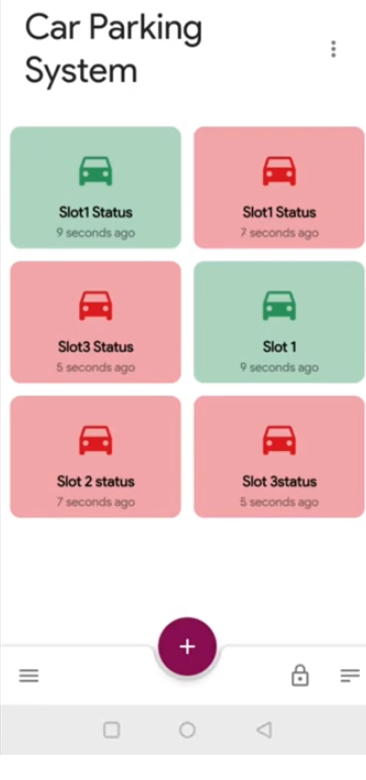 Car Parking
System
Slot1 Status
9 seconds ago
Slot1 Status
7 seconds ago
Slot3 Status
5 seconds ago
Slot 1
9 seconds ago
Slot 2 status
7 seconds ago
Slot 3status
5 seconds ago